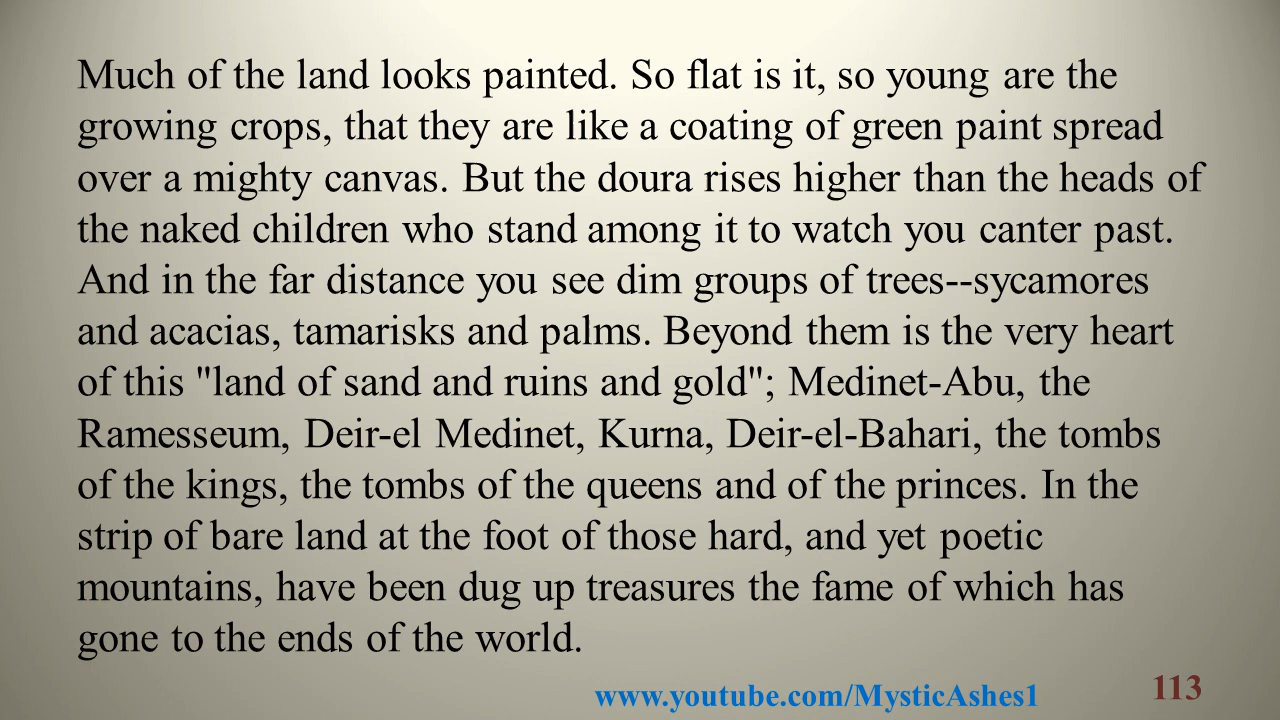 Much of the land looks painted. So flat is it, so young are the
growing crops, that they are like a coating of green paint spread
over a mighty canvas. But the doura rises higher than the heads of
the naked children who stand among it to watch you canter past.
And in the far distance you see dim groups of trees--sycamores
and acacias, tamarisks and palms. Beyond them is the very heart
of this "land of sand and ruins and gold"; Medinet-Abu, the
Ramesseum, Deir-el Medinet, Kurna, Deir-el-Bahari, the tombs
of the kings, the tombs of the queens and of the princes. In the
strip of bare land at the foot of those hard, and yet poetic
mountains, have been dug up treasures the fame of which has
gone to the ends of the world.
www.youtube.com/MysticAshes1
113